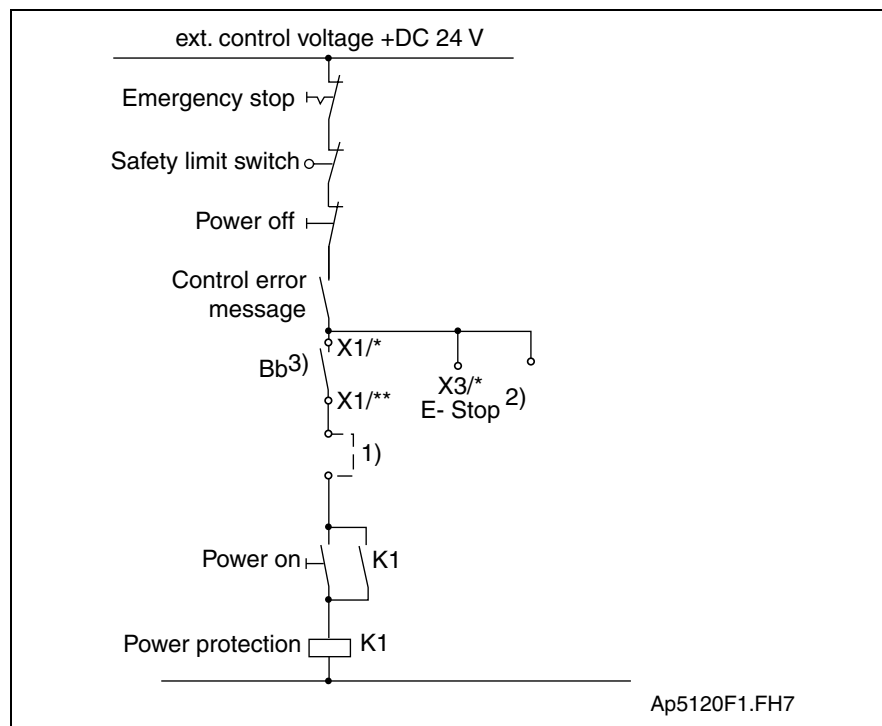 ext. control voltage +DC 24 V
Emergency stop
Safety limit switch
Power off
Control error
message
X1/*
Bb3)
X3/*
E- Stop 2)
X1/**
1)
Power on
K1
Power protection
K1
Ap5120F1.FH7